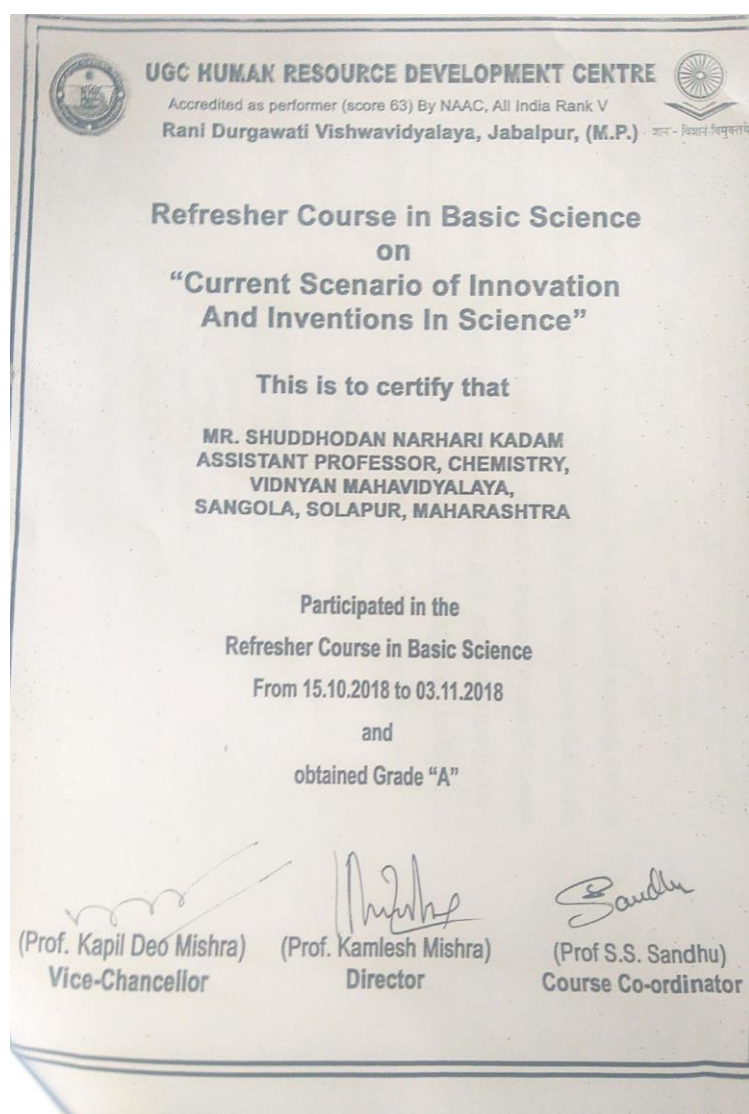 UGC HUMAN RESOURCE DEVELOPMENT CENTRE
Accredited as performer (score 63) By NAAC, All India Rank V
Rani Durgawati Vishwavidyalaya, Jabalpur, (M.P.)
ज्ञान - विज्ञान विमुक्तये
Refresher Course in Basic Science
on
“Current Scenario of Innovation
And Inventions In Science”
This is to certify that
MR. SHUDDHODAN NARHARI KADAM
ASSISTANT PROFESSOR, CHEMISTRY,
VIDNYAN MAHAVIDYALAYA,
SANGOLA, SOLAPUR, MAHARASHTRA
Participated in the
Refresher Course in Basic Science
From 15.10.2018 to 03.11.2018
and
obtained Grade “A”
Sandhu
(Prof. Kapil Deo Mishra) (Prof. Kamlesh Mishra) (Prof S.S. Sandhu)
Vice-Chancellor Director Course Co-ordinator